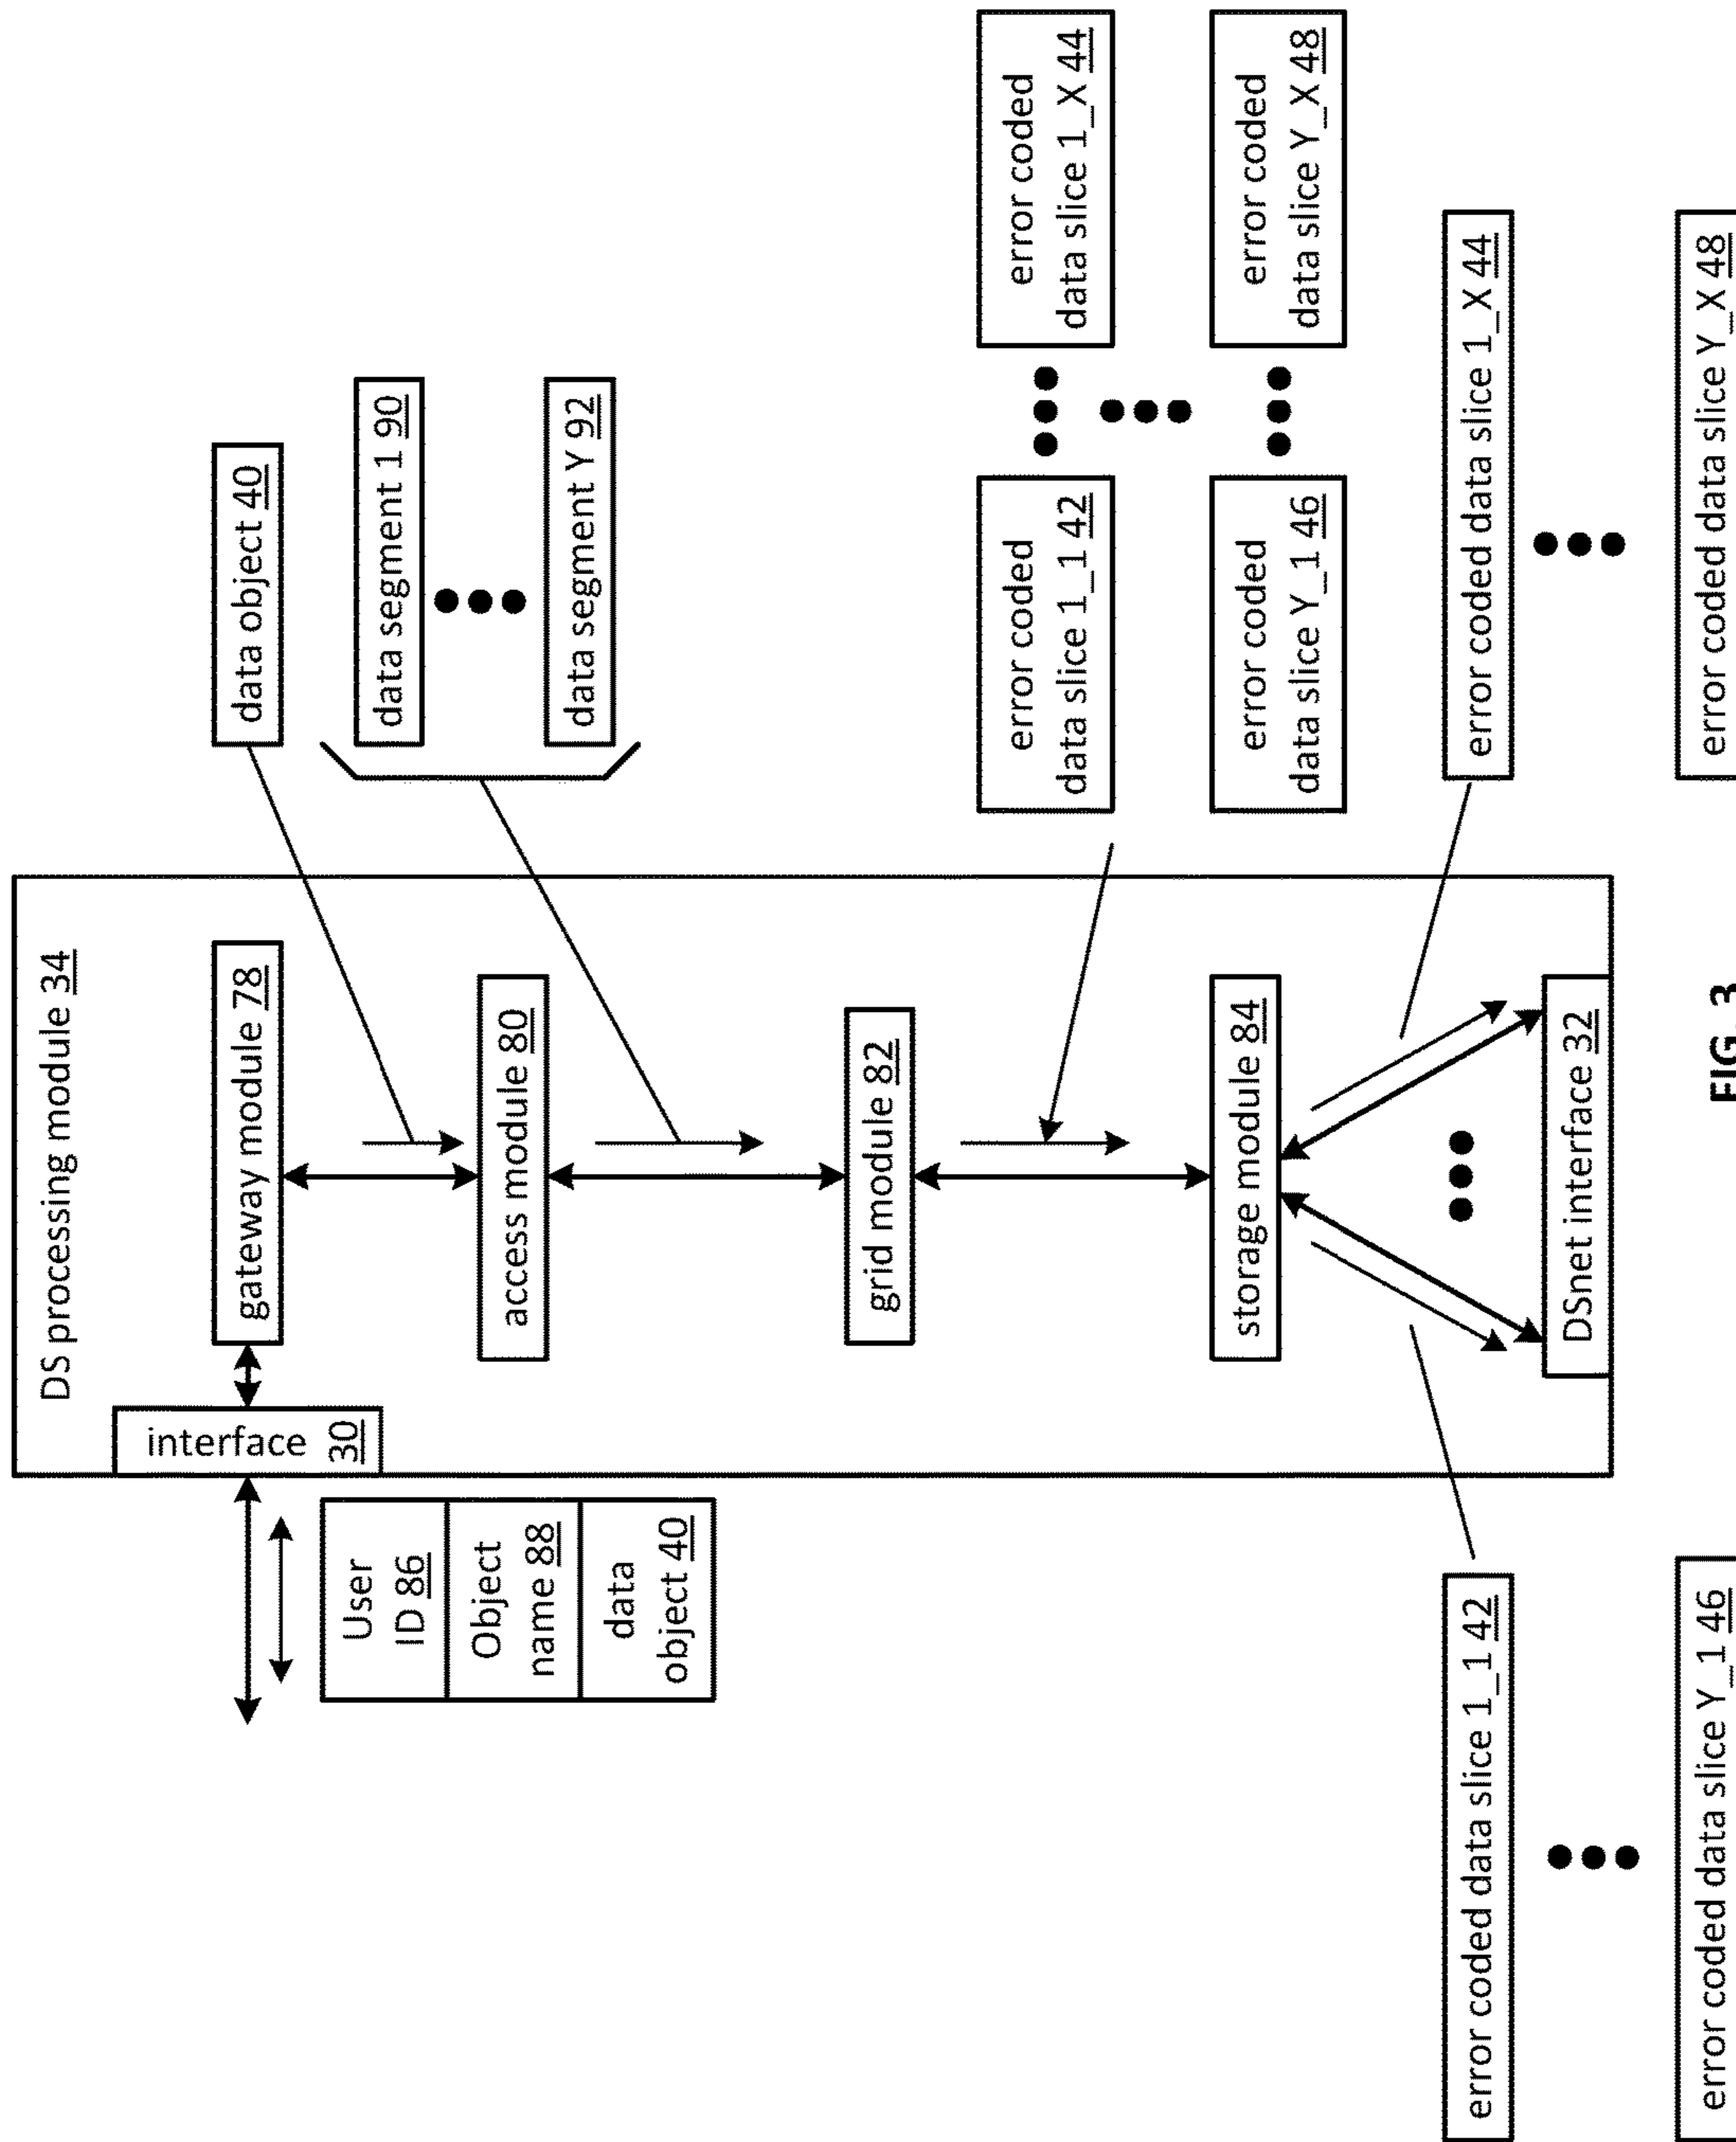 DS processing module 34
interface 30
gateway module 78
User
ID 86
Object
name 88
data
object 40
access module 80
grid module 82
storage module 84
DSnet interface 32
data object 40
data segment 1 90
data segment Y 92
error coded
data slice 1_1 42
error coded
data slice 1_X 44
error coded
data slice Y_1 46
error coded
data slice Y_X 48
error coded data slice 1_1 42
error coded data slice 1_X 44
error coded data slice Y_1 46
error coded data slice Y_X 48
FIG. 3